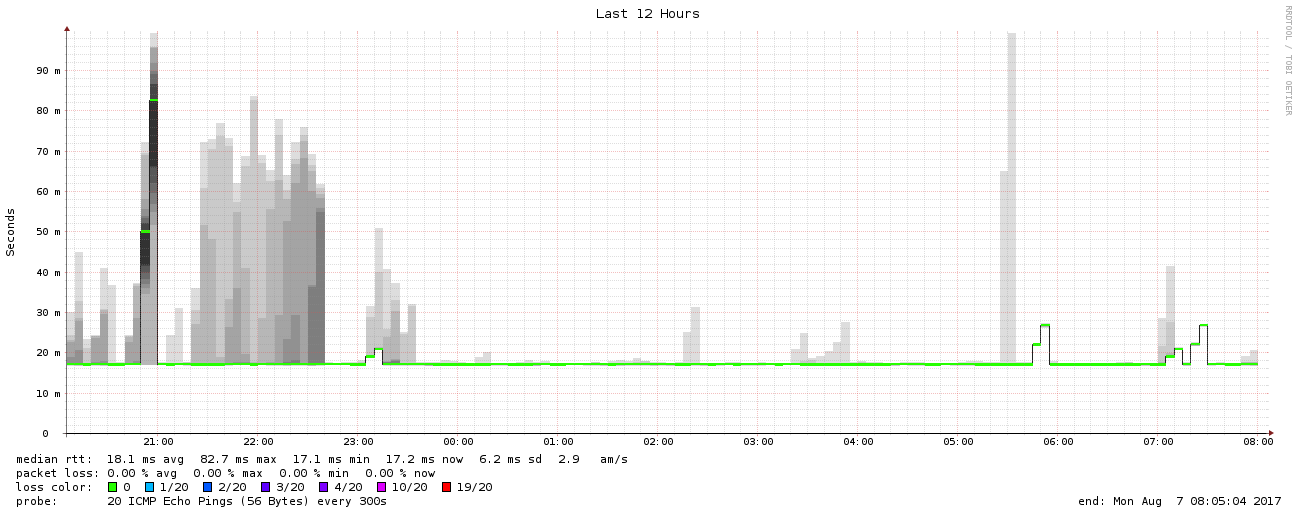 Last 12 Hours
RRDTOOL / TOBI OETIKER
Seconds
90 m
80 m
70 m
60 m
50 m
40 m
30 m
20 m
10 m
0
21:00 22:00 23:00 00:00 01:00 02:00 03:00 04:00 05:00 06:00 07:00 08:00
median rtt: 18.1 ms avg 82.7 ms max 17.1 ms min 17.2 ms now 6.2 ms sd 2.9 am/s
packet loss: 0.00 % avg 0.00 % max 0.00 % min 0.00 % now
loss color: 0 1/20 2/20 3/20 4/20 10/20 19/20
probe: 20 ICMP Echo Pings (56 Bytes) every 300s end: Mon Aug 7 08:05:04 2017